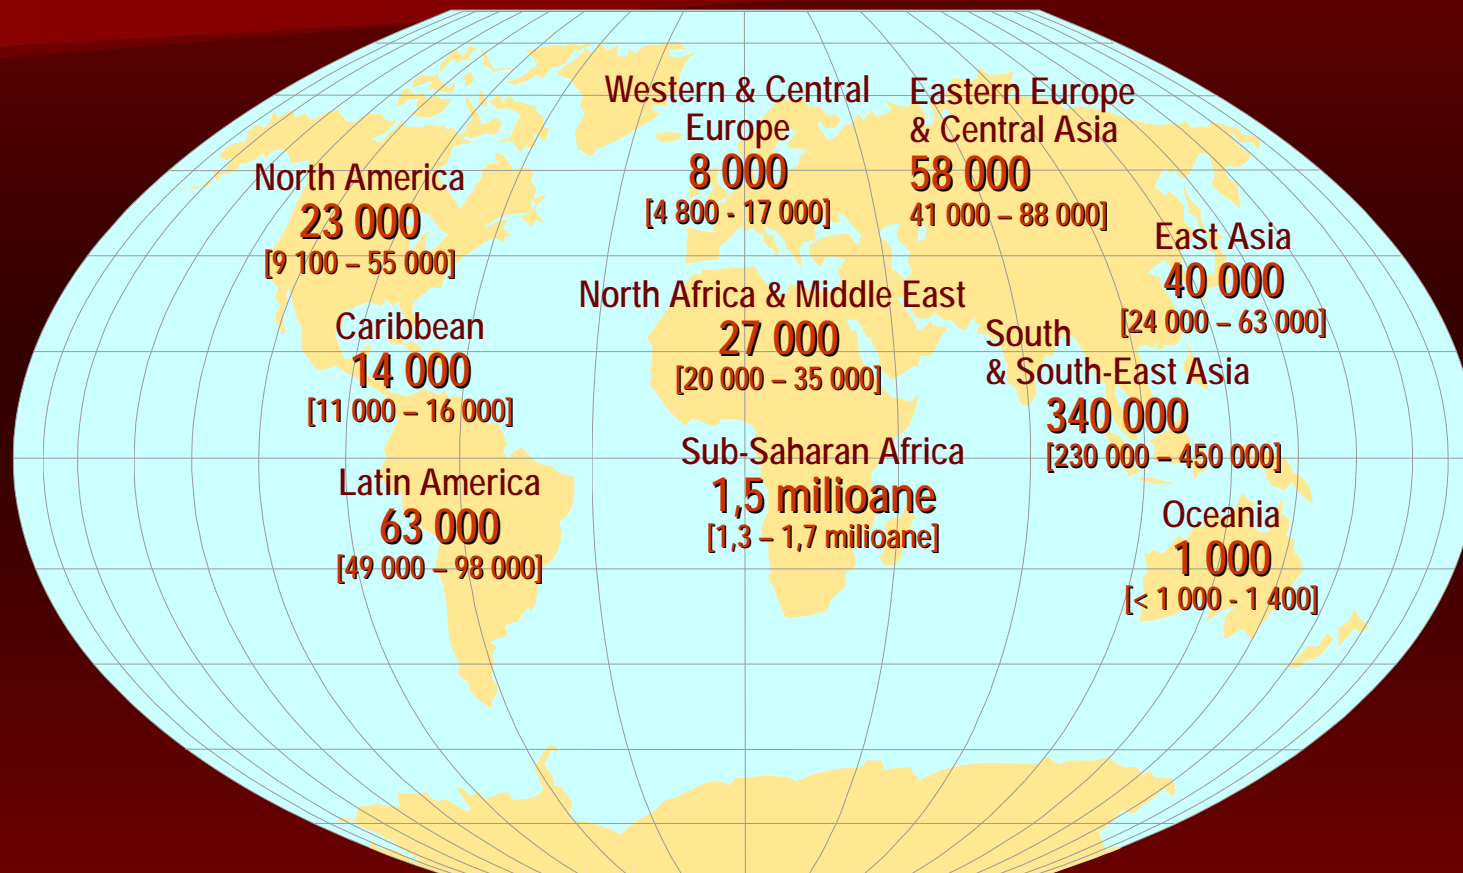 Western & Central
Europe
8 000
[4 800 - 17 000]
Eastern Europe
& Central Asia
58 000
41 000 – 88 000]
North America
23 000
[9 100 – 55 000]
East Asia
40 000
[24 000 – 63 000]
North Africa & Middle East
27 000
[20 000 – 35 000]
Caribbean
14 000
[11 000 – 16 000]
South
& South-East Asia
340 000
[230 000 – 450 000]
Sub-Saharan Africa
1,5 milioane
[1,3 – 1,7 milioane]
Latin America
63 000
[49 000 – 98 000]
Oceania
1 000
[< 1 000 - 1 400]